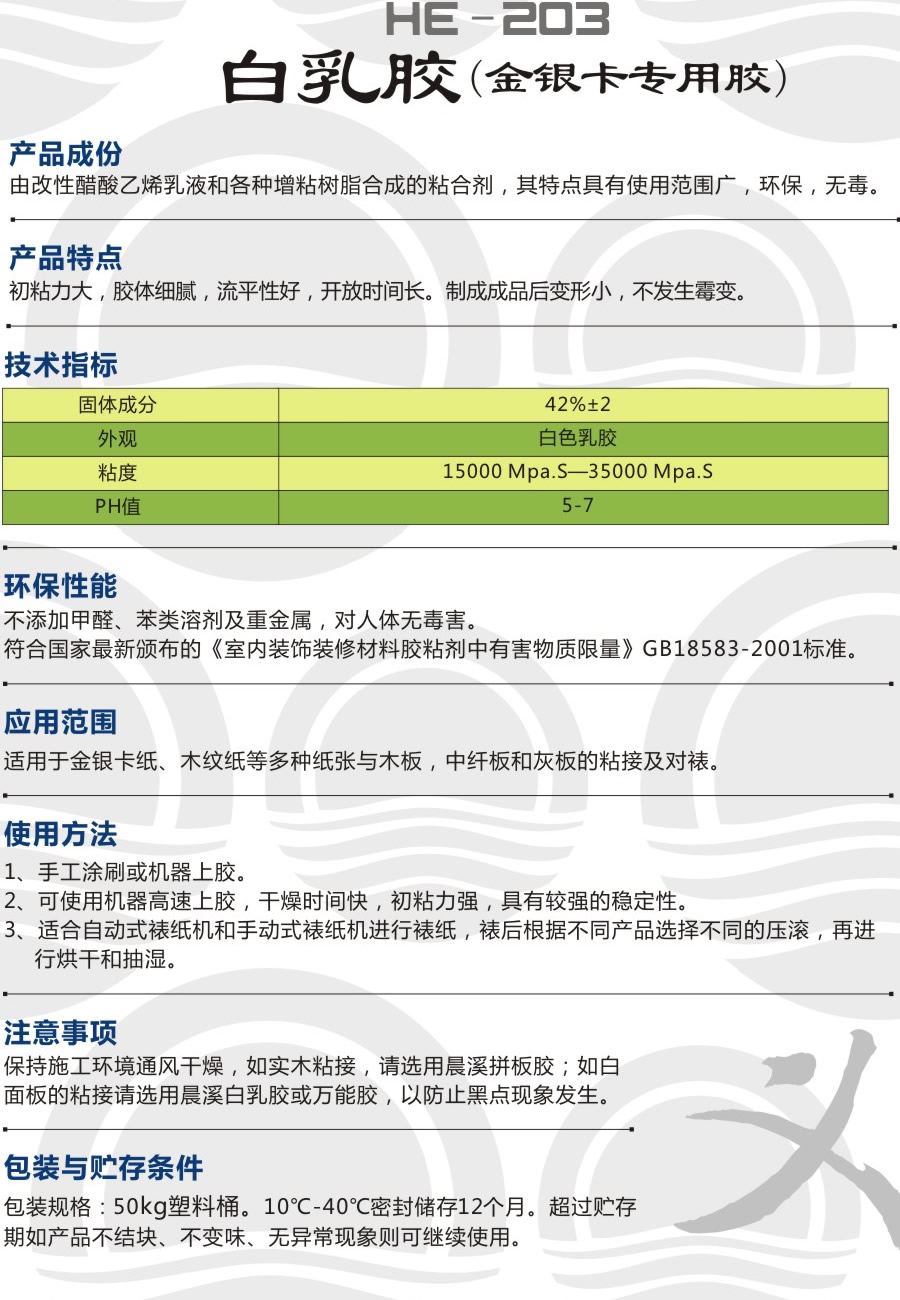 HE-203
白乳胶(金银卡专用胶)
产品成份
由改性醋酸乙烯乳液和各种增粘树脂合成的粘合剂，其特点具有使用范围广，环保，无毒。
产品特点
初粘力大，胶体细腻，流平性好，开放时间长。制成成品后变形小，不发生霉变。
技术指标
固体成分 42%±2
外观 白色乳胶
粘度 15000 Mpa.S—35000 Mpa.S
PH值 5-7
环保性能
不添加甲醛、苯类溶剂及重金属，对人体无毒害。
符合国家最新颁布的《室内装饰装修材料胶粘剂中有害物质限量》GB18583-2001标准。
应用范围
适用于金银卡纸、木纹纸等多种纸张与木板，中纤板和灰板的粘接及对裱。
使用方法
1、手工涂刷或机器上胶。
2、可使用机器高速上胶，干燥时间快，初粘力强，具有较强的稳定性。
3、适合自动式裱纸机和手动式裱纸机进行裱纸，裱后根据不同产品选择不同的压滚，再进
行烘干和抽湿。
注意事项
保持施工环境通风干燥，如实木粘接，请选用晨溪拼板胶；如白
面板的粘接请选用晨溪白乳胶或万能胶，以防止黑点现象发生。
包装与贮存条件
包装规格：50kg塑料桶。10℃-40℃密封储存12个月。超过贮存
期如产品不结块、不变味、无异常现象则可继续使用。